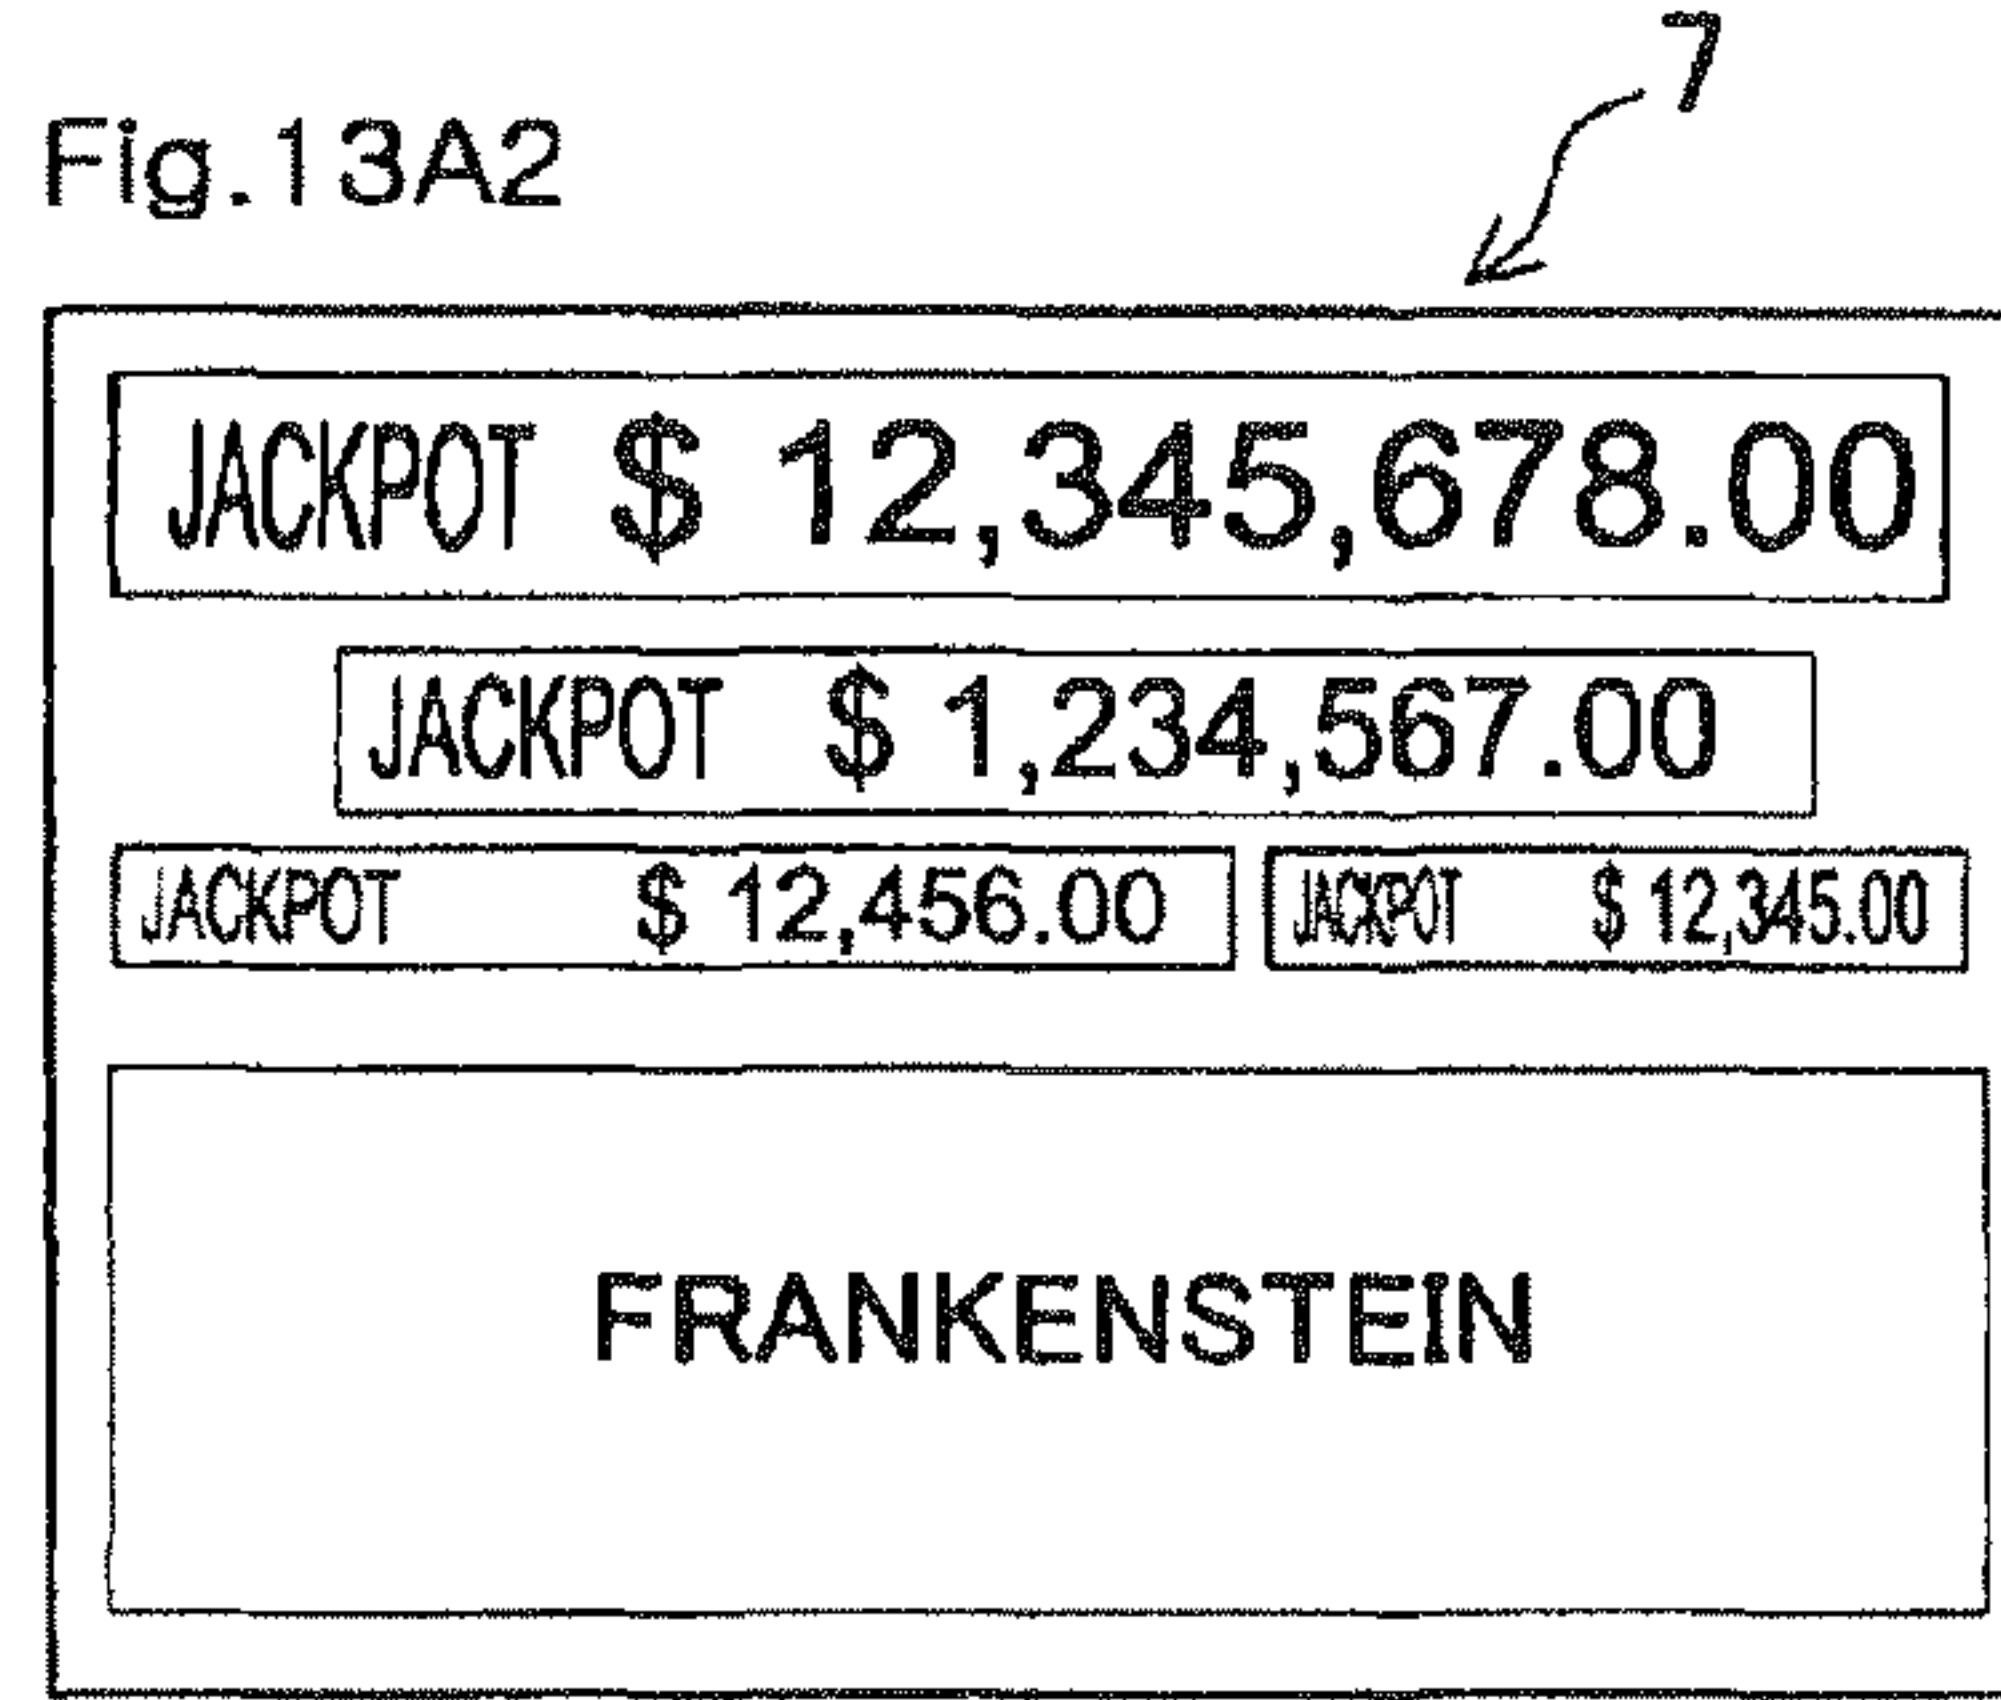 7
Fig.13A2
JACKPOT $ 12,345,678.00
JACKPOT $ 1,234,567.00
JACKPOT $ 12,456.00 JACKPOT $ 12,345.00
FRANKENSTEIN